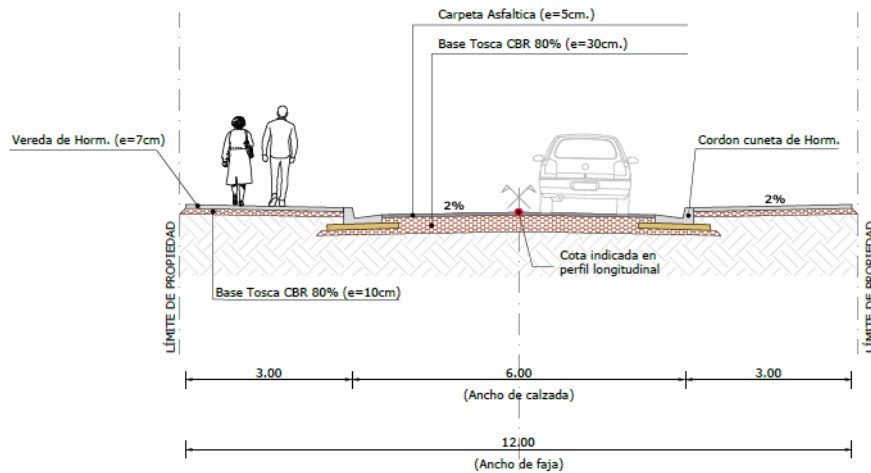 Carpeta Asfaltica (e=5cm.)
Base Tosca CBR 80% (e=30cm.)
Vereda de Horm. (e=7cm)
Cordon cuneta de Horm.
2%
2%
Cota indicada en
perfil longitudinal
Base Tosca CBR 80% (e=10cm)
LÍMITE DE PROPIEDAD
LÍMITE DE PROPIEDAD
3.00
6.00
3.00
(Ancho de calzada)
12.00
(Ancho de faja)